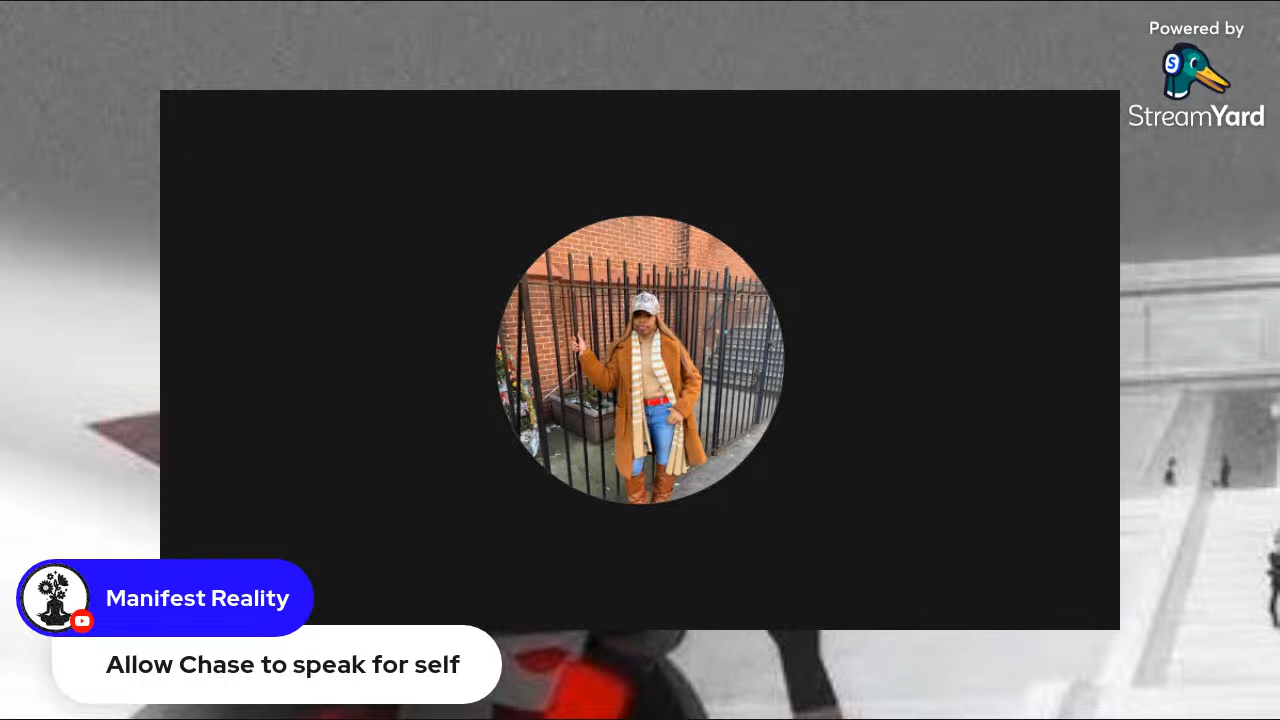 Powered by
StreamYard
Manifest Reality
Allow Chase to speak for self